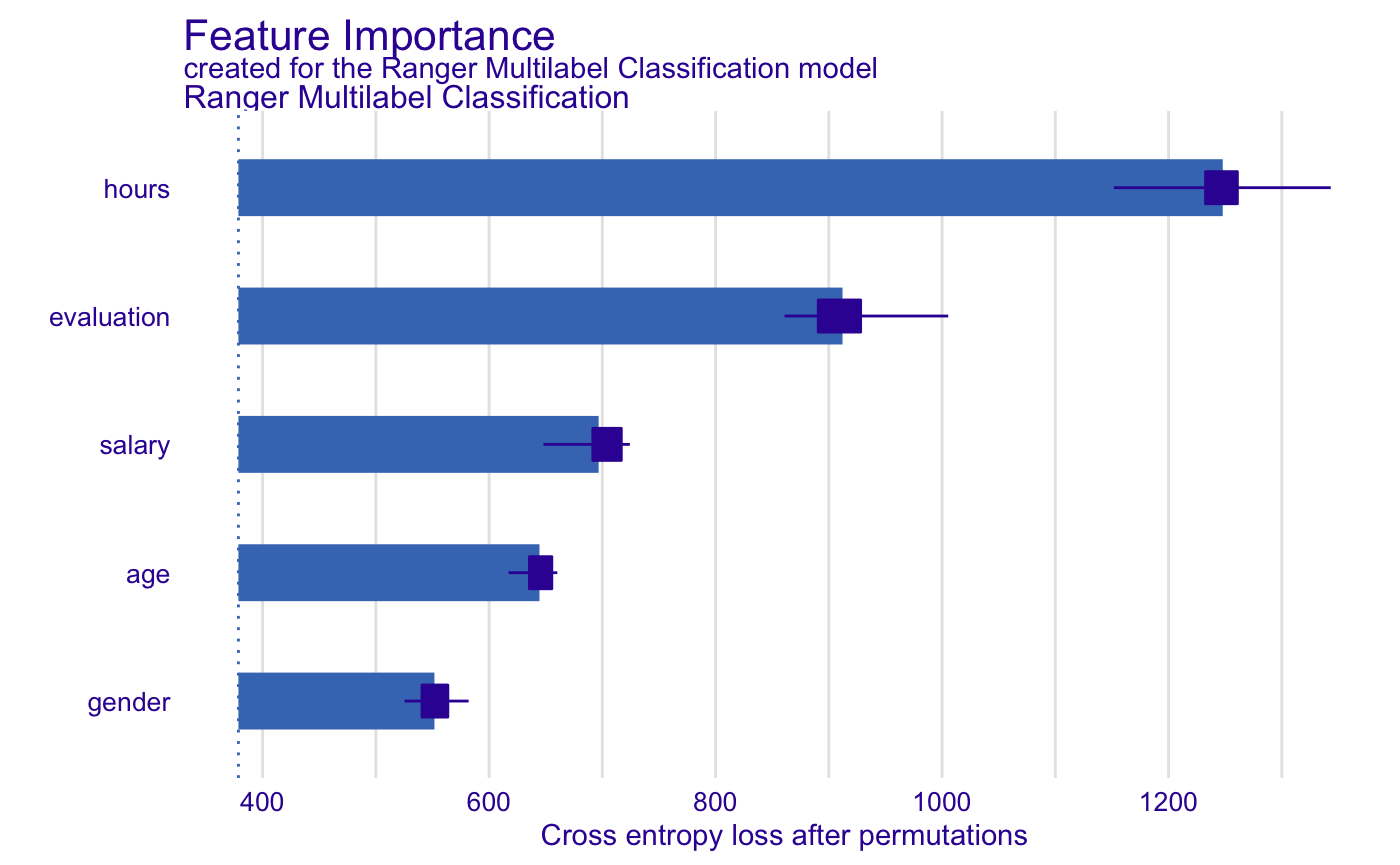 Feature Importance
created for the Ranger Multilabel Classification model
Ranger Multilabel Classification
hours
evaluation
salary
age
gender
400 600 800 1000 1200
Cross entropy loss after permutations